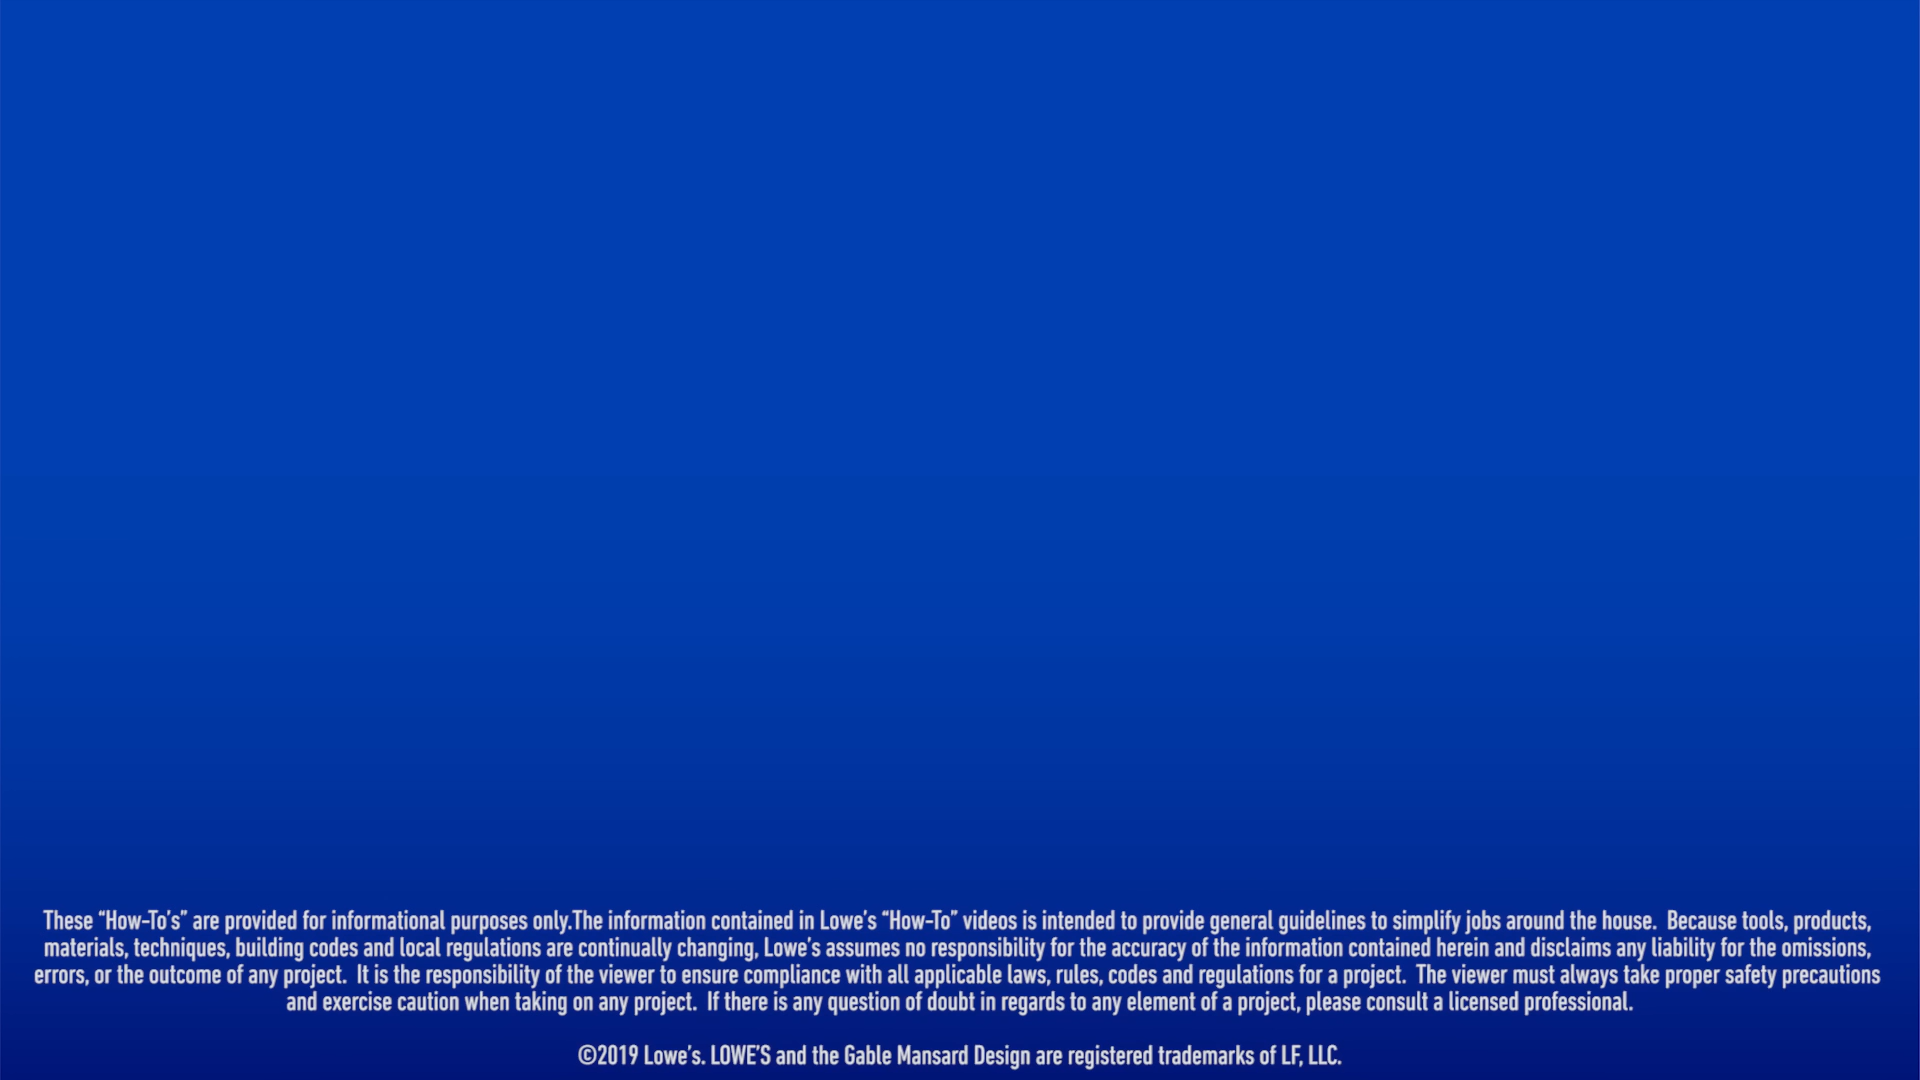 These “How-To’s” are provided for informational purposes only.The information contained in Lowe’s “How-To” videos is intended to provide general guidelines to simplify jobs around the house.  Because tools, products,
materials, techniques, building codes and local regulations are continually changing, Lowe’s assumes no responsibility for the accuracy of the information contained herein and disclaims any liability for the omissions,
errors, or the outcome of any project.  It is the responsibility of the viewer to ensure compliance with all applicable laws, rules, codes and regulations for a project.  The viewer must always take proper safety precautions
and exercise caution when taking on any project.  If there is any question of doubt in regards to any element of a project, please consult a licensed professional.
©2019 Lowe’s. LOWE’S and the Gable Mansard Design are registered trademarks of LF, LLC.